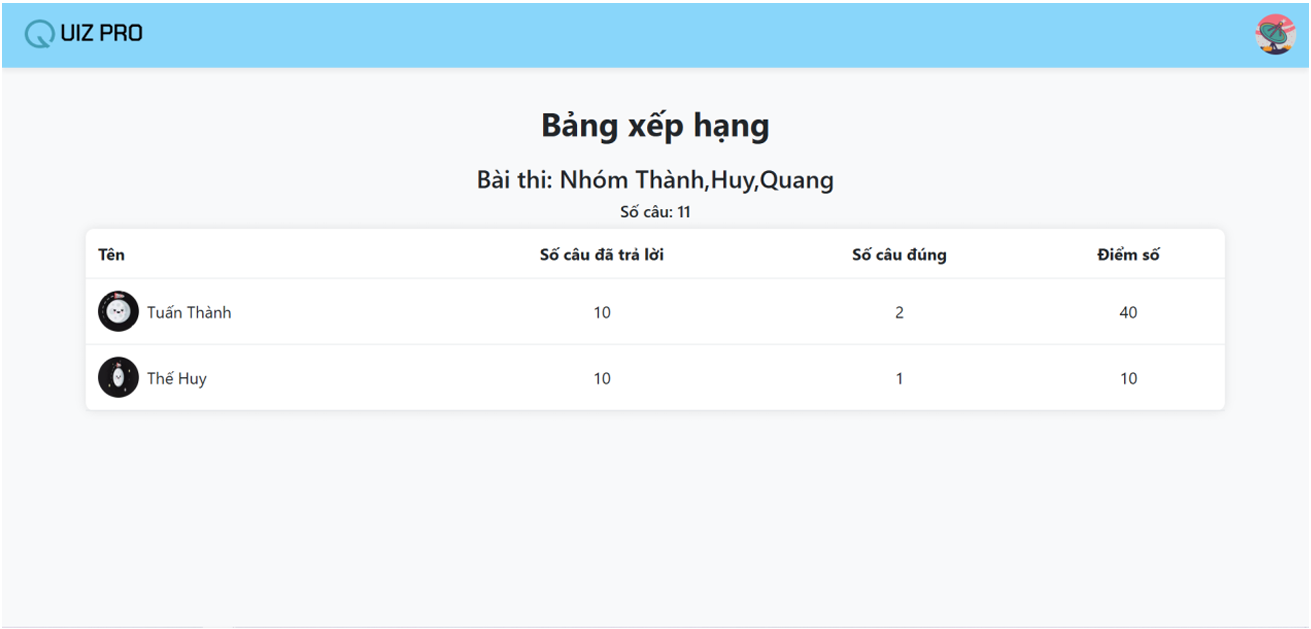 QUIZ PRO
Bảng xếp hạng
Bài thi: Nhóm Thành,Huy,Quang
Số câu: 11
Tên Số câu đã trả lời Số câu đúng Điểm số
Tuấn Thành 10 2 40
Thế Huy 10 1 10